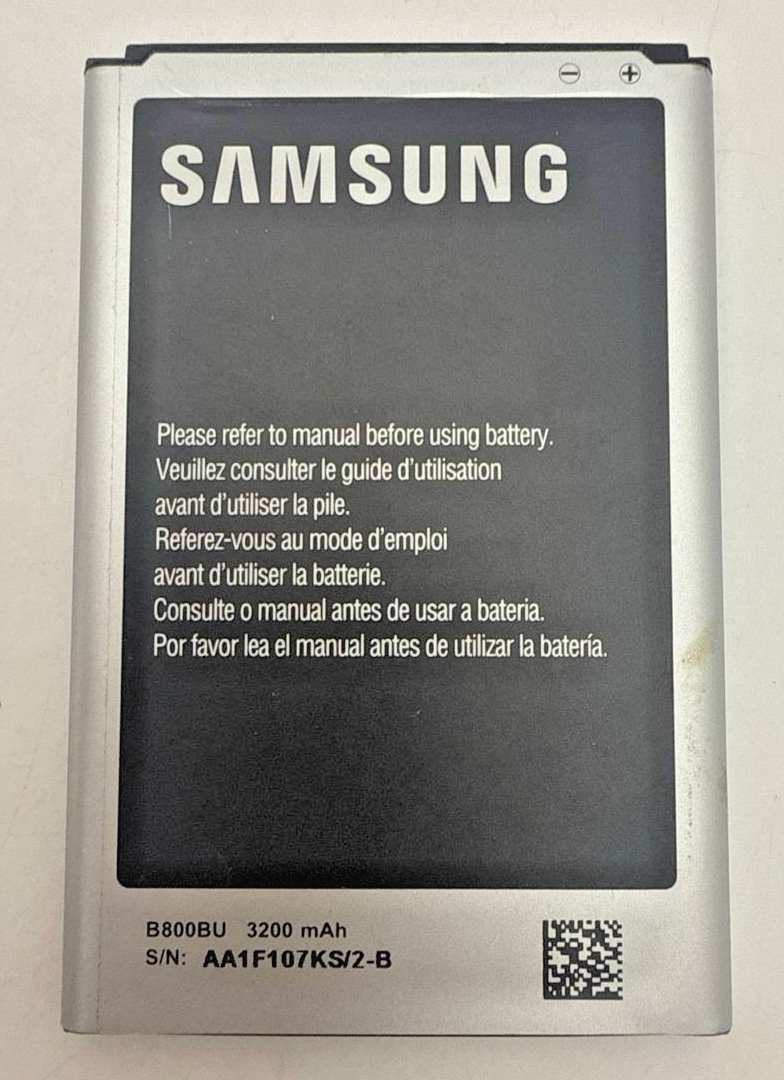 SAMSUNG
Please refer to manual before using battery.
Veuillez consulter le guide d'utilisation
avant d'utiliser la pile.
Referez-vous au mode d'emploi
avant d'utiliser la batterie.
Consulte o manual antes de usar a bateria.
Por favor lea el manual antes de utilizar la batería.
B800BU 3200 mAh
S/N: AA1F107KS/2-B